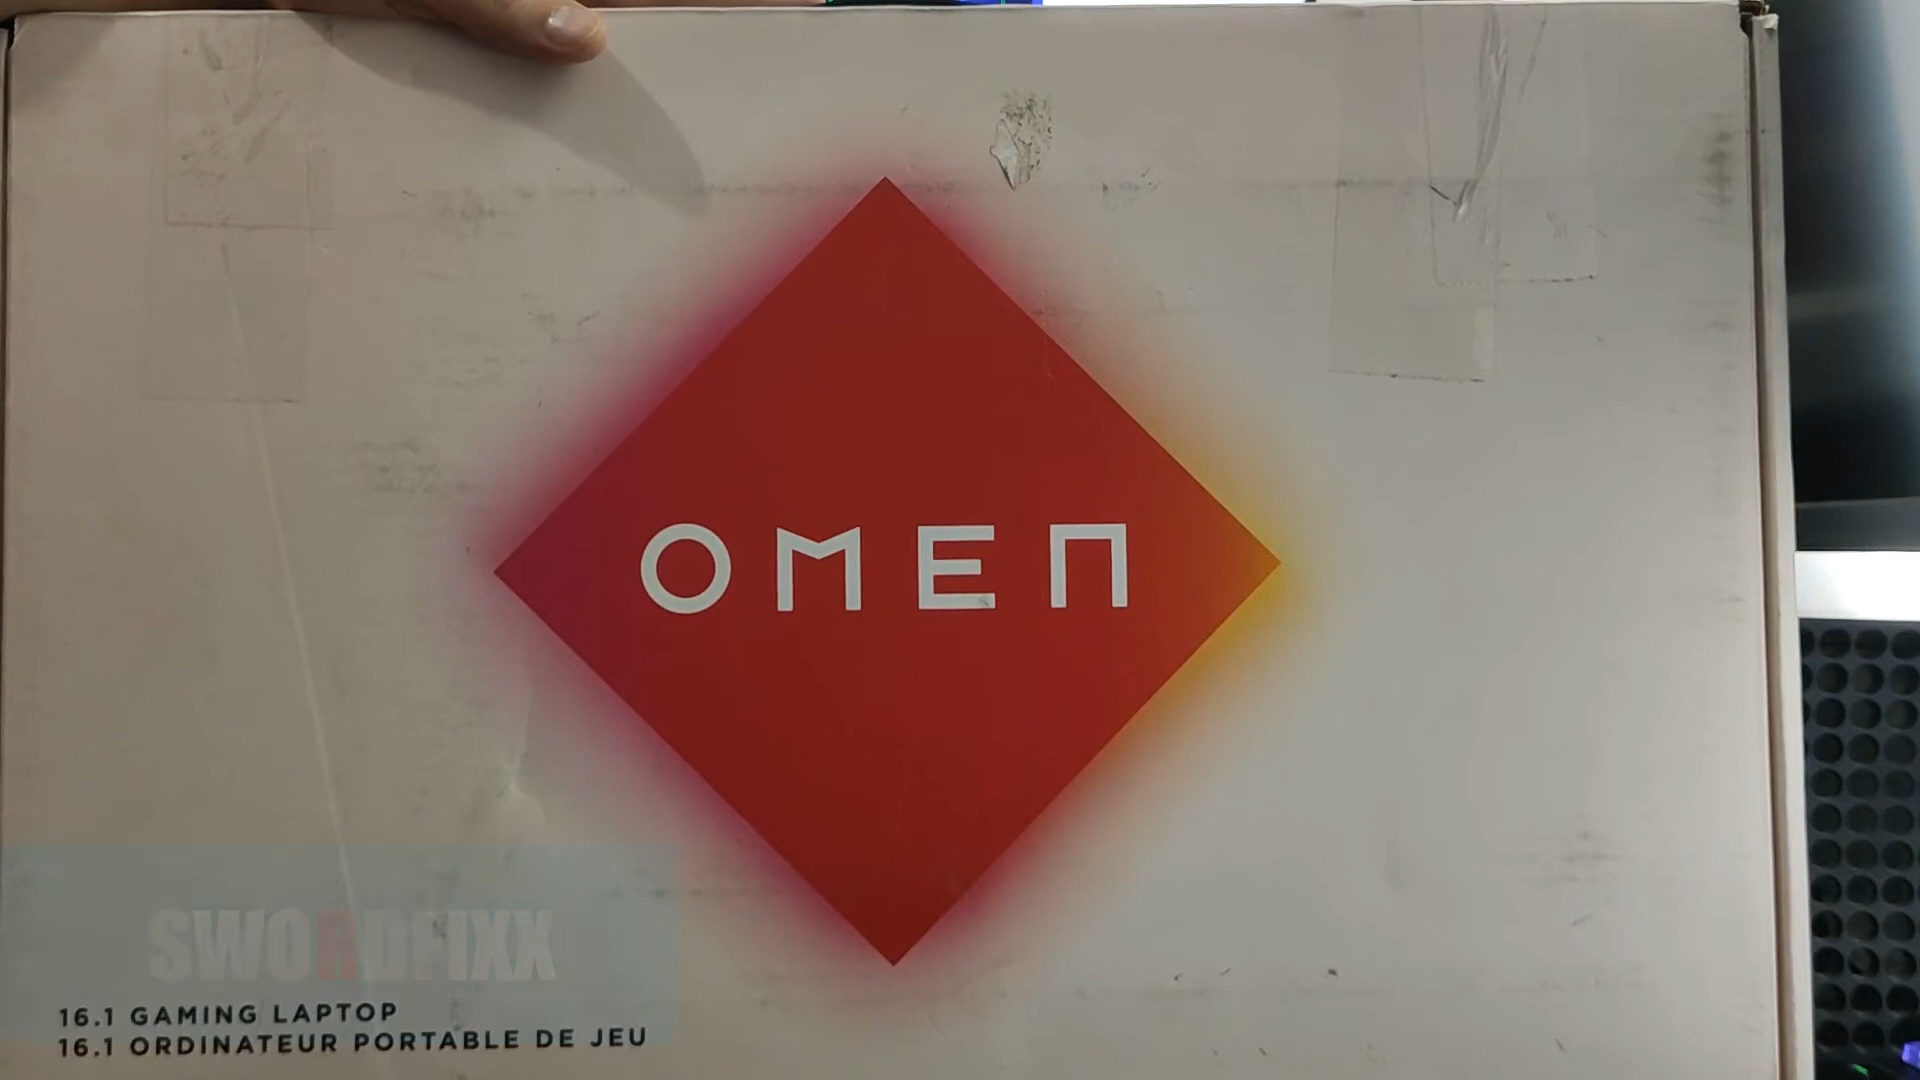 OMEN
SWORDFIXX
16.1 GAMING LAPTOP
16.1 ORDINATEUR PORTABLE DE JEU